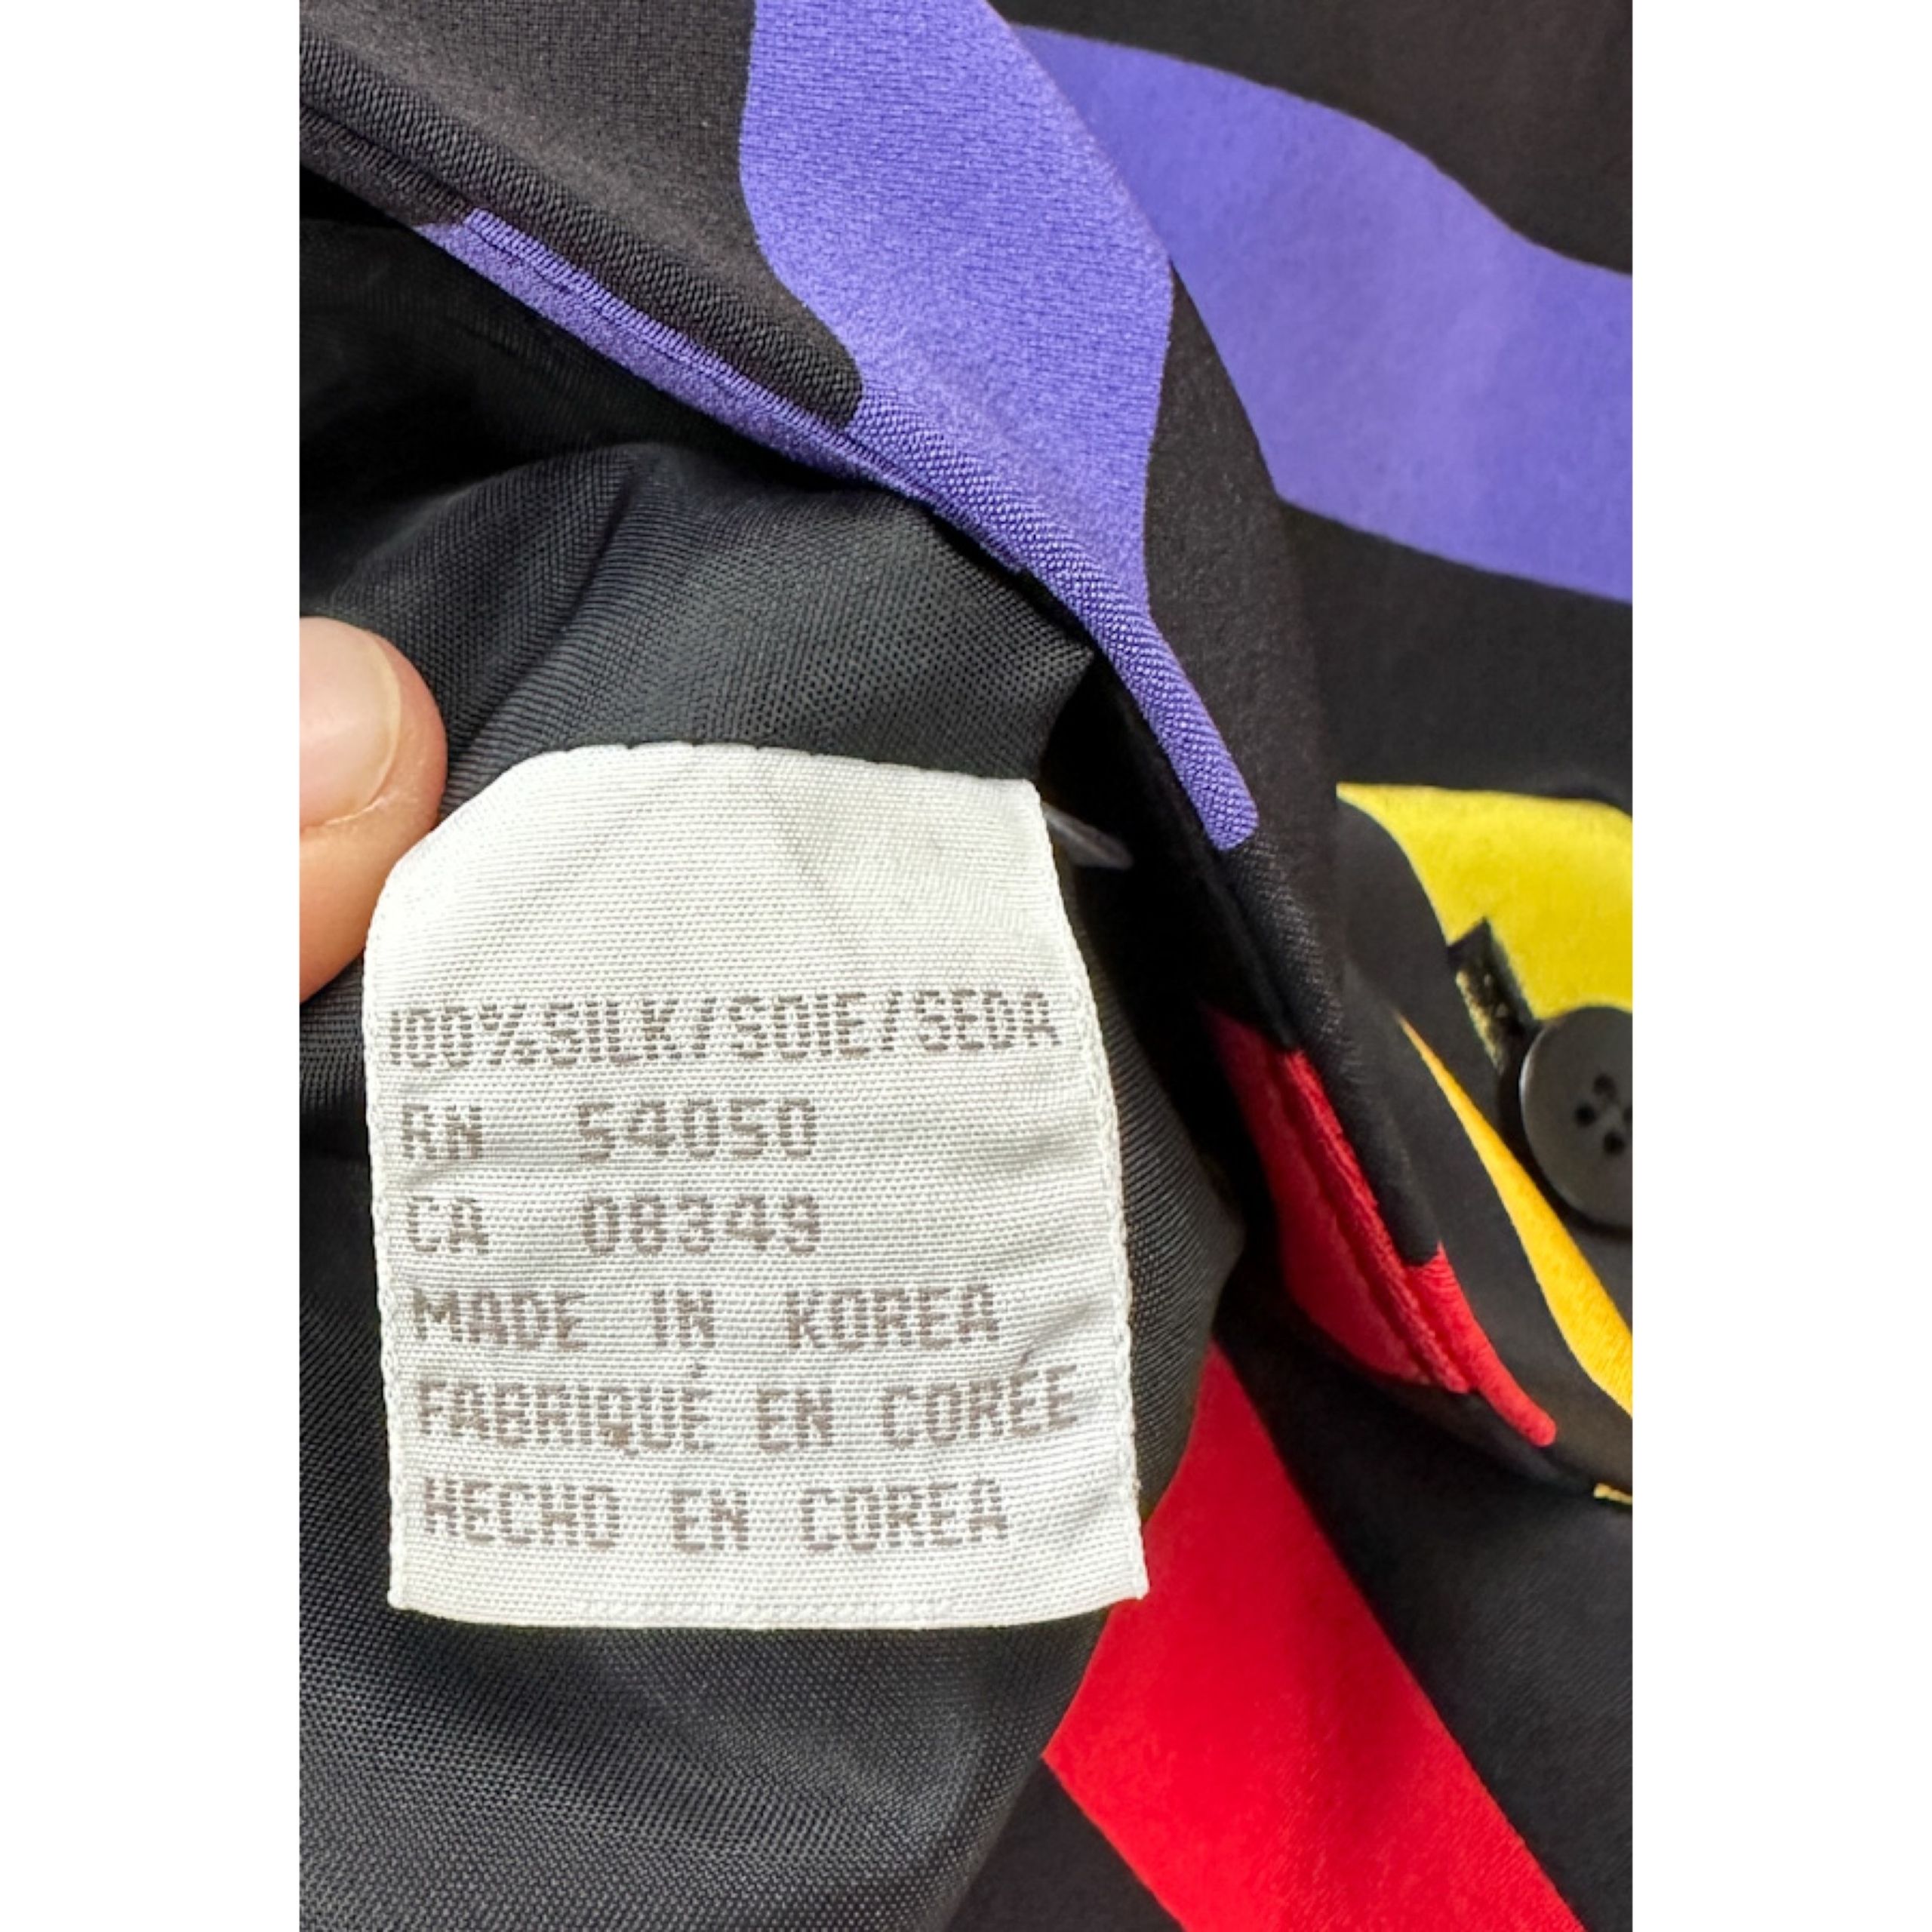 100%SILK/SOIE/SEDA
RN 54050
CA 08349
MADE IN KOREA
FABRIQUÉ EN CORÉE
HECHO EN COREA